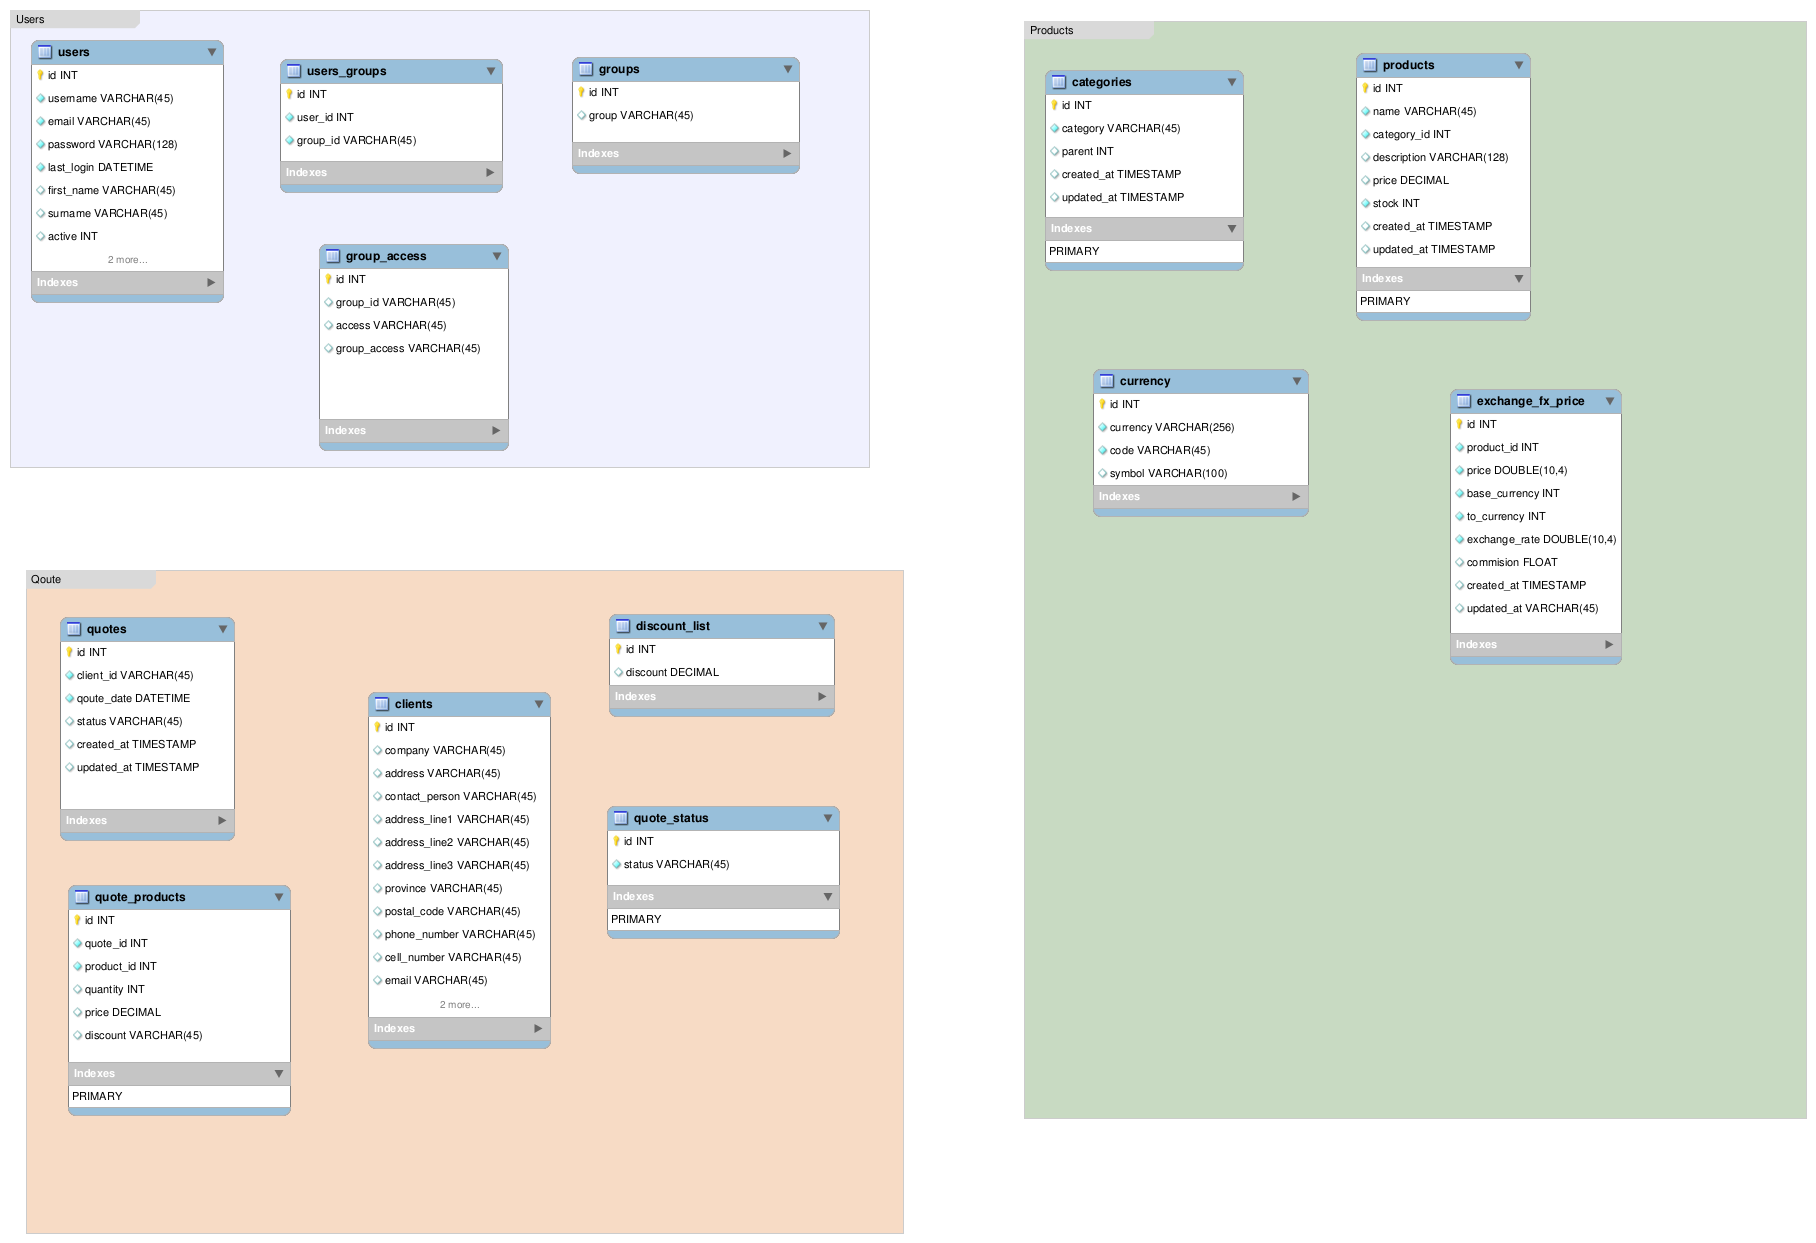 Users
users
id INT
username VARCHAR(45)
email VARCHAR(45)
password VARCHAR(128)
last_login DATETIME
first_name VARCHAR(45)
surname VARCHAR(45)
active INT
2 more...
Indexes
users_groups
id INT
user_id INT
group_id VARCHAR(45)
Indexes
groups
id INT
group VARCHAR(45)
Indexes
group_access
id INT
group_id VARCHAR(45)
access VARCHAR(45)
group_access VARCHAR(45)
Indexes
Products
categories
id INT
category VARCHAR(45)
parent INT
created_at TIMESTAMP
updated_at TIMESTAMP
Indexes
PRIMARY
products
id INT
name VARCHAR(45)
category_id INT
description VARCHAR(128)
price DECIMAL
stock INT
created_at TIMESTAMP
updated_at TIMESTAMP
Indexes
PRIMARY
currency
id INT
currency VARCHAR(256)
code VARCHAR(45)
symbol VARCHAR(100)
Indexes
exchange_fx_price
id INT
product_id INT
price DOUBLE(10,4)
base_currency INT
to_currency INT
exchange_rate DOUBLE(10,4)
commision FLOAT
created_at TIMESTAMP
updated_at VARCHAR(45)
Indexes
Qoute
quotes
id INT
client_id VARCHAR(45)
qoute_date DATETIME
status VARCHAR(45)
created_at TIMESTAMP
updated_at TIMESTAMP
Indexes
quote_products
id INT
quote_id INT
product_id INT
quantity INT
price DECIMAL
discount VARCHAR(45)
Indexes
PRIMARY
clients
id INT
company VARCHAR(45)
address VARCHAR(45)
contact_person VARCHAR(45)
address_line1 VARCHAR(45)
address_line2 VARCHAR(45)
address_line3 VARCHAR(45)
province VARCHAR(45)
postal_code VARCHAR(45)
phone_number VARCHAR(45)
cell_number VARCHAR(45)
email VARCHAR(45)
2 more...
Indexes
discount_list
id INT
discount DECIMAL
Indexes
quote_status
id INT
status VARCHAR(45)
Indexes
PRIMARY